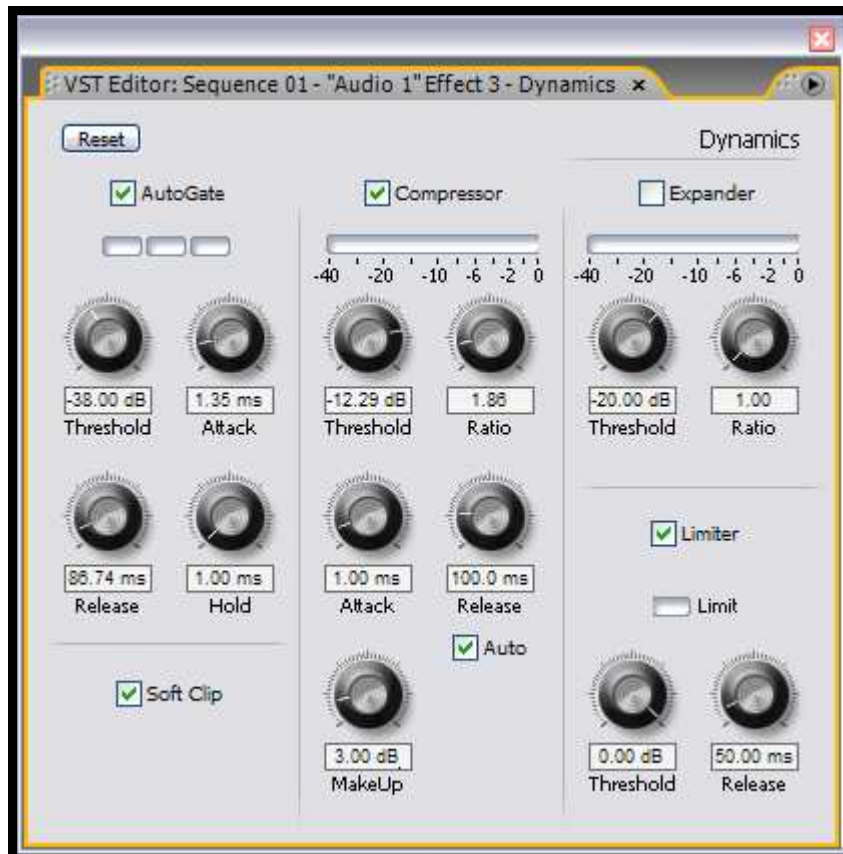 VST Editor: Sequence 01 - "Audio 1" Effect 3 - Dynamics
Reset
Dynamics
AutoGate
Compressor
Expander
-40 -20 -10 -6 -2 0
-40 -20 -10 -6 -2 0
-38.00 dB
1.35 ms
-12.29 dB
1.86
-20.00 dB
1.00
Threshold
Attack
Threshold
Ratio
Threshold
Ratio
86.74 ms
1.00 ms
1.00 ms
100.0 ms
Release
Hold
Attack
Release
Limiter
Limit
Auto
Soft Clip
3.00 dB
0.00 dB
50.00 ms
MakeUp
Threshold
Release